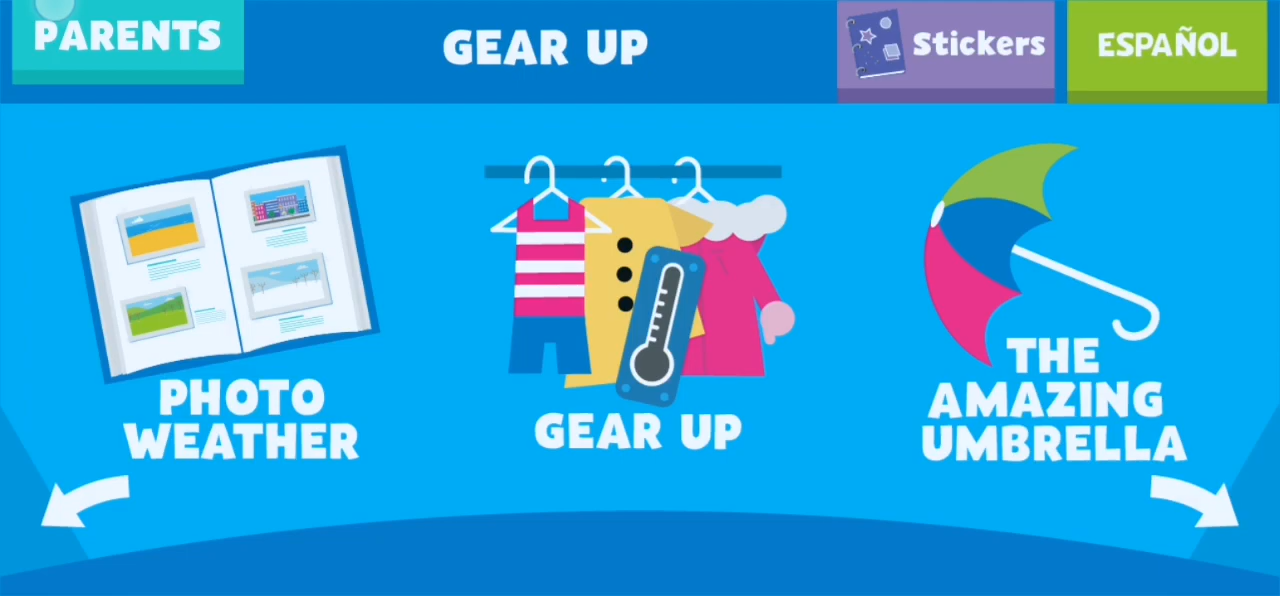 PARENTS
GEAR UP
Stickers
ESPAÑOL
PHOTO
WEATHER
GEAR UP
THE
AMAZING
UMBRELLA